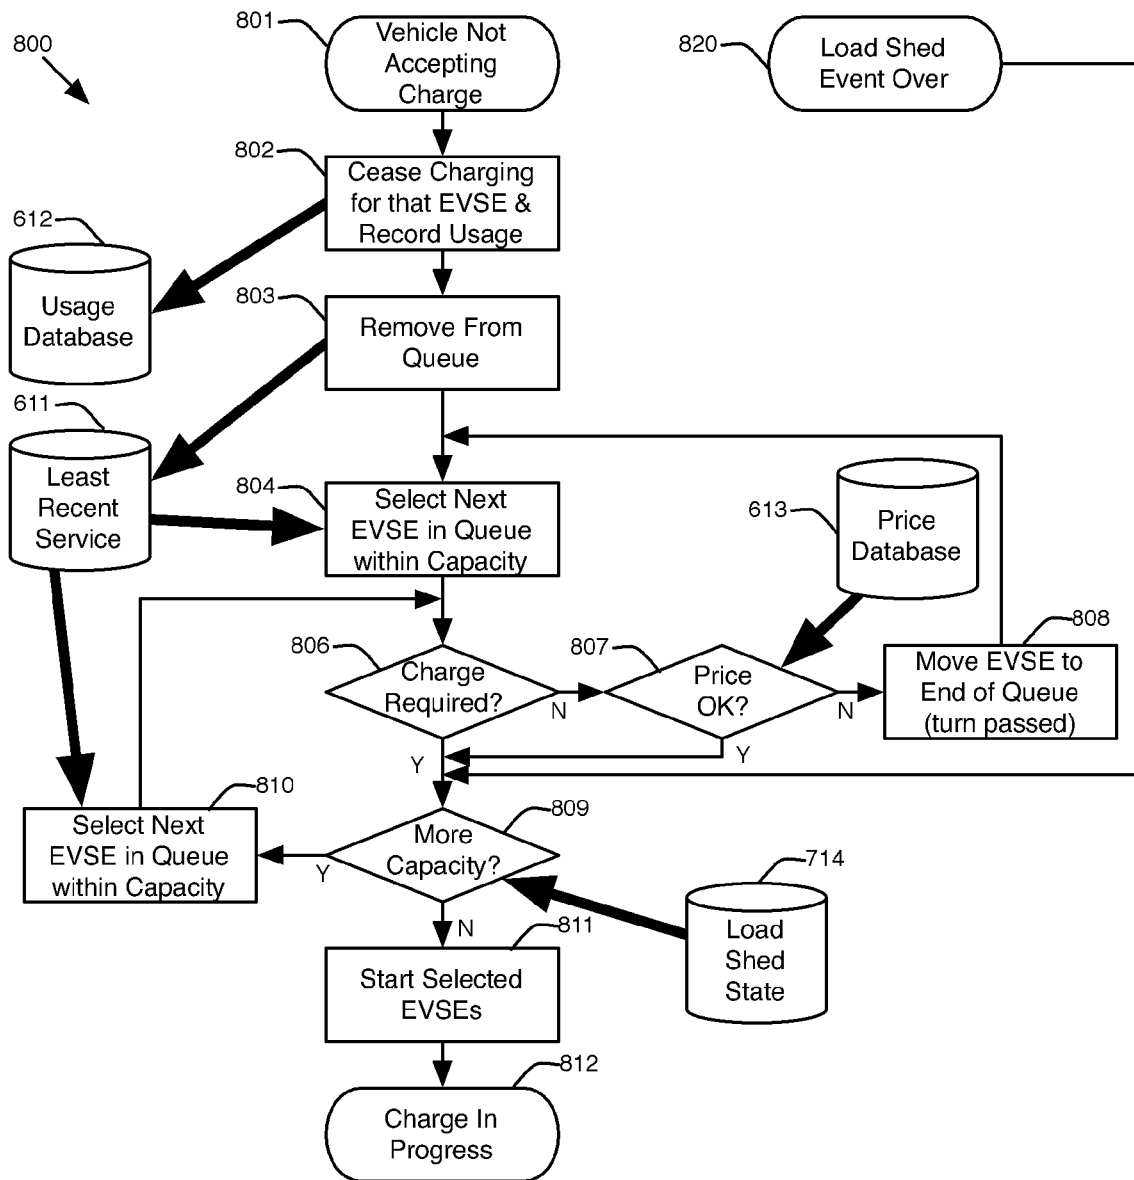 800
801
Vehicle Not
Accepting
Charge
820
Load Shed
Event Over
802
Cease Charging
for that EVSE &
Record Usage
612
Usage
Database
803
Remove From
Queue
611
Least
Recent
Service
804
Select Next
EVSE in Queue
within Capacity
613
Price
Database
806
Charge
Required?
N
807
Price
OK?
N
808
Move EVSE to
End of Queue
(turn passed)
Y
Y
810
Select Next
EVSE in Queue
within Capacity
809
More
Capacity?
Y
N
714
Load
Shed
State
811
Start Selected
EVSEs
812
Charge In
Progress